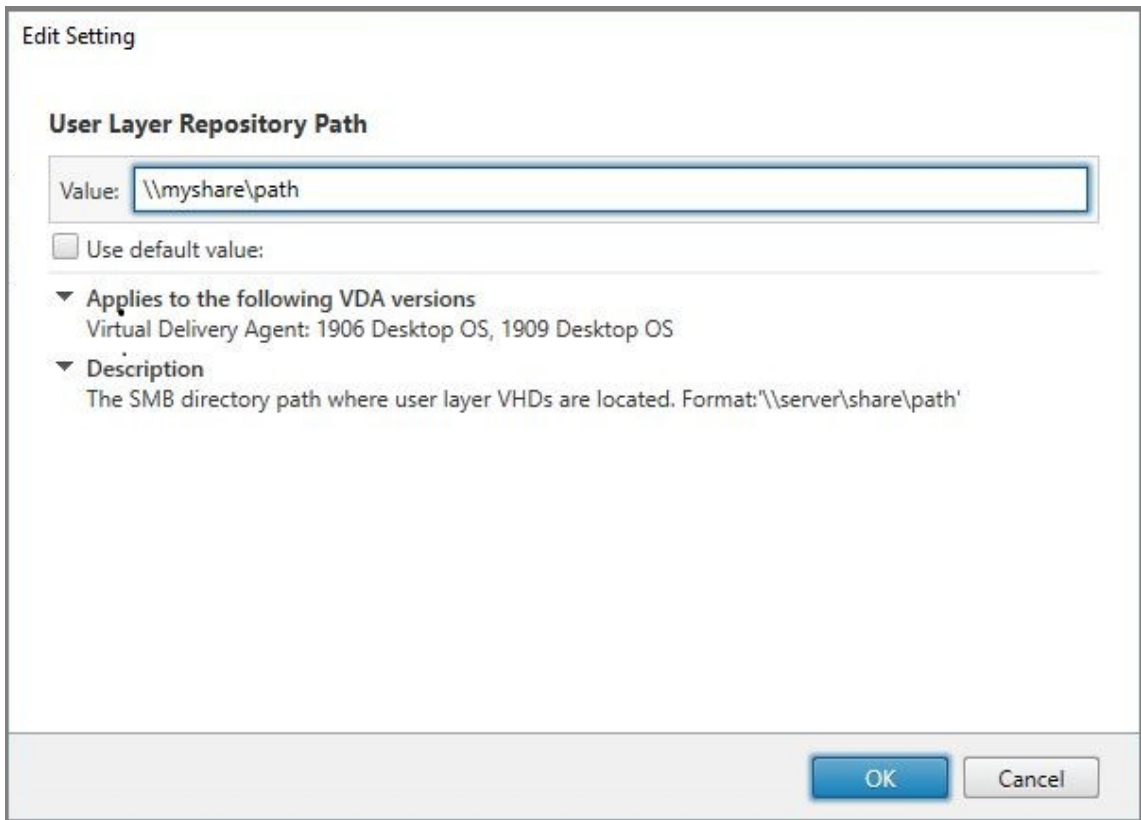 Edit Setting
User Layer Repository Path
Value: \\myshare\path
Use default value:
Applies to the following VDA versions
Virtual Delivery Agent: 1906 Desktop OS, 1909 Desktop OS
Description
The SMB directory path where user layer VHDs are located. Format:'\\server\share\path'
OK Cancel